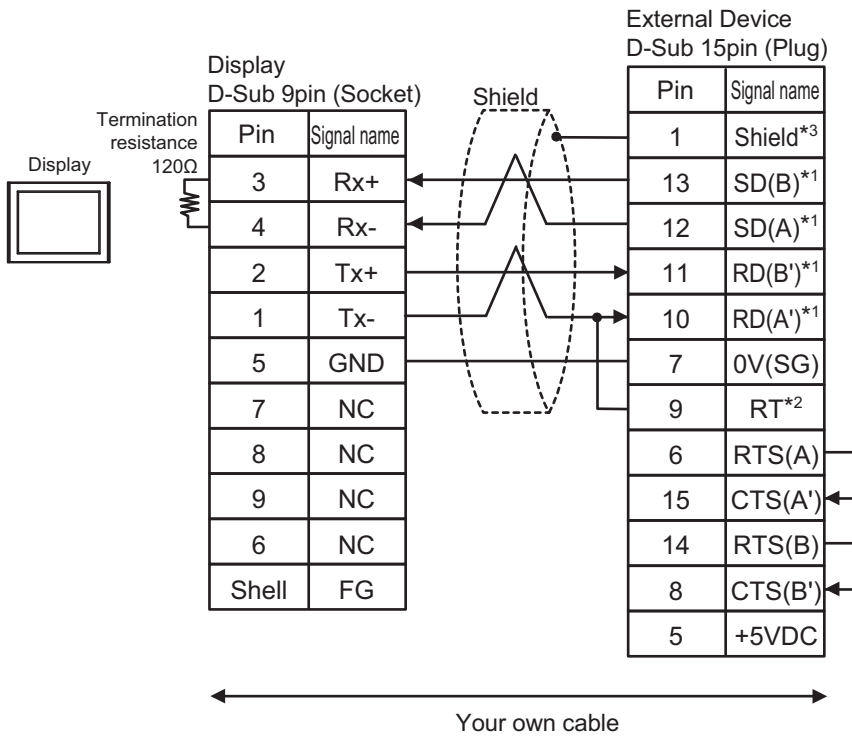 External Device
D-Sub 15pin (Plug)
Display
D-Sub 9pin (Socket)
Shield
Termination
resistance
120Ω
Display
Pin Signal name
3 Rx+
4 Rx-
2 Tx+
1 Tx-
5 GND
7 NC
8 NC
9 NC
6 NC
Shell FG
Pin Signal name
1 Shield*3
13 SD(B)*1
12 SD(A)*1
11 RD(B')*1
10 RD(A')*1
7 0V(SG)
9 RT*2
6 RTS(A)
15 CTS(A')
14 RTS(B)
8 CTS(B')
5 +5VDC
Your own cable